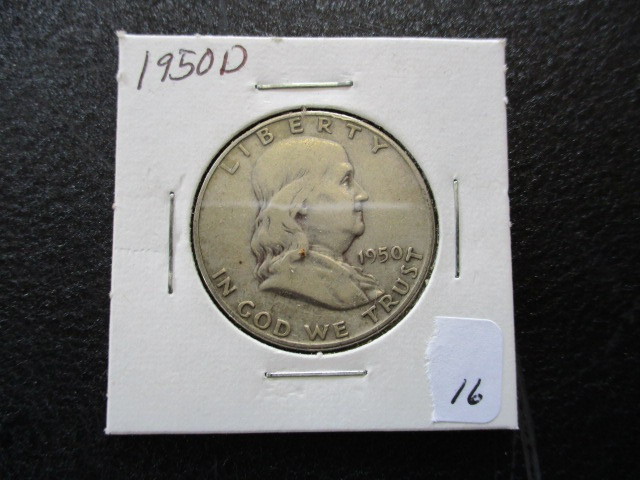 1950D
LIBERTY
1950
IN GOD WE TRUST
16